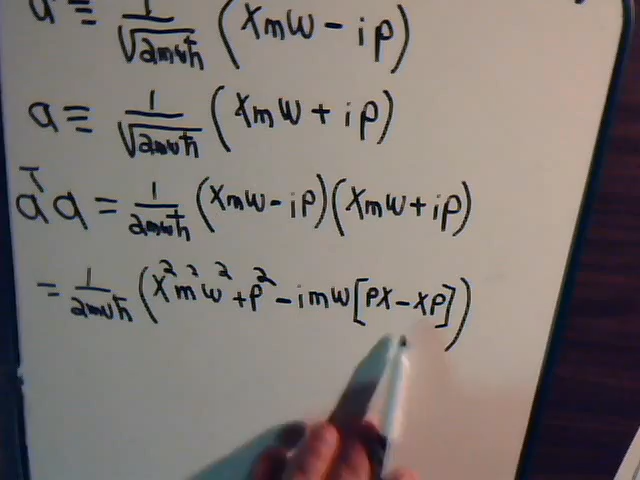 a† ≡ 1/√(2mωħ) (xmω − ip)
a ≡ 1/√(2mωħ) (xmω + ip)
a†a = 1/(2mωħ) (xmω − ip)(xmω + ip)
= 1/(2mωħ) (x²m²ω² + p² − imω[px − xp])